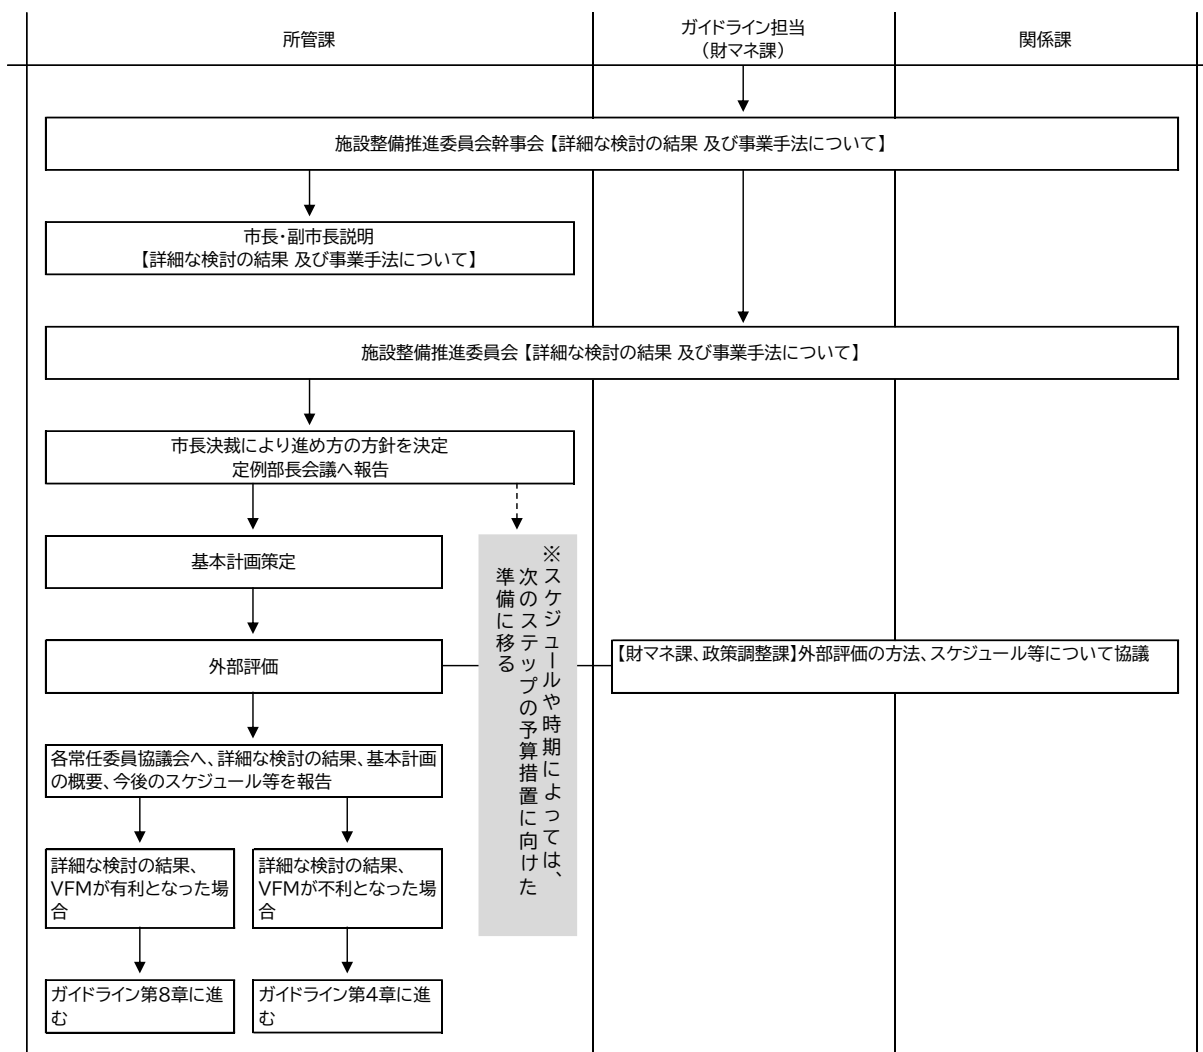 所管課
ガイドライン担当
（財マネ課）
関係課
施設整備推進委員会幹事会【詳細な検討の結果 及び事業手法について】
市長・副市長説明
【詳細な検討の結果 及び事業手法について】
施設整備推進委員会【詳細な検討の結果 及び事業手法について】
市長決裁により進め方の方針を決定
定例部長会議へ報告
基本計画策定
※スケジュールや時期によっては、
次のステップの予算措置に向けた
準備に移る
外部評価
【財マネ課、政策調整課】外部評価の方法、スケジュール等について協議
各常任委員協議会へ、詳細な検討の結果、基本計画
の概要、今後のスケジュール等を報告
詳細な検討の結果、
VFMが有利となった場
合
詳細な検討の結果、
VFMが不利となった場
合
ガイドライン第8章に進
む
ガイドライン第4章に進
む